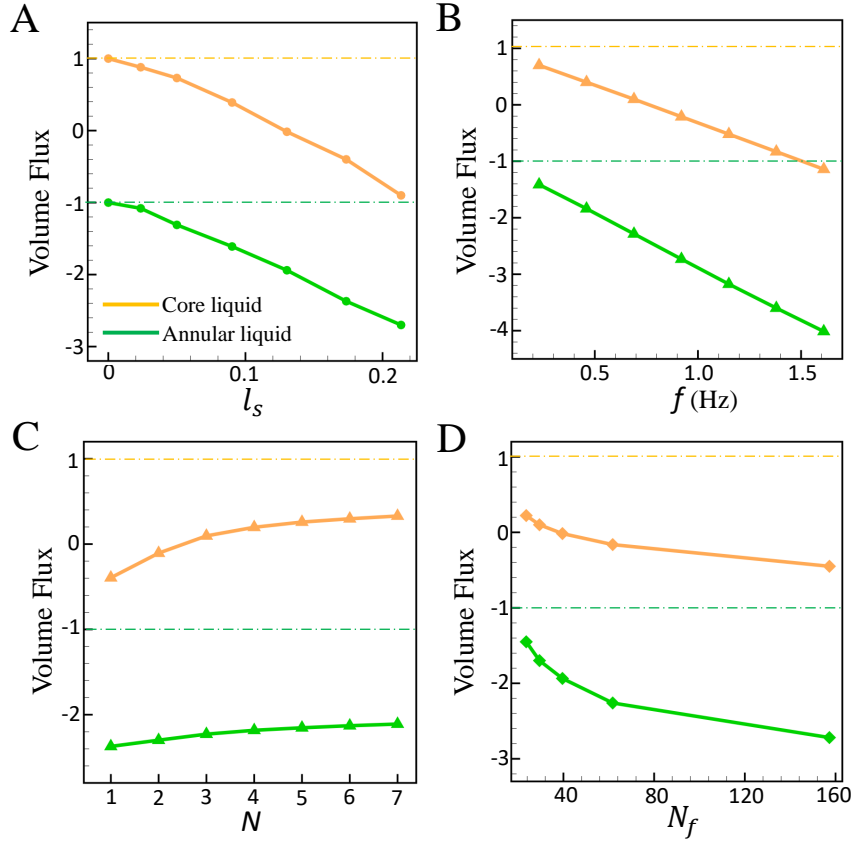 A
Volume Flux
1
0
-1
-2
-3
Core liquid
Annular liquid
0
0.1
0.2
l_s
B
Volume Flux
1
0
-1
-2
-3
-4
0.5
1.0
1.5
f (Hz)
C
Volume Flux
1
0
-1
-2
1 2 3 4 5 6 7
N
D
Volume Flux
1
0
-1
-2
-3
40 80 120 160
N_f